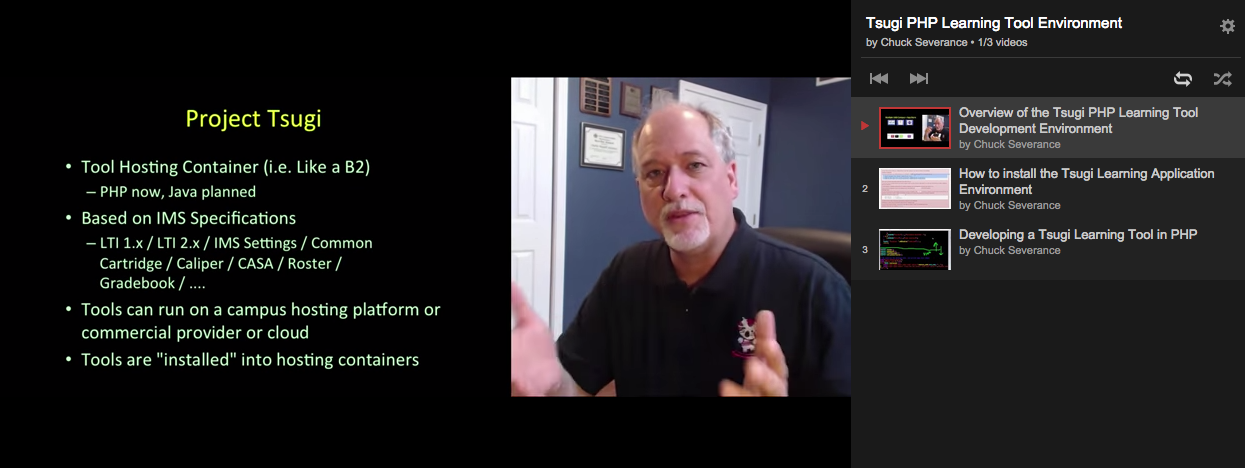 Project Tsugi
• Tool Hosting Container (i.e. Like a B2)
– PHP now, Java planned
• Based on IMS Specifications
– LTI 1.x / LTI 2.x / IMS Settings / Common
Cartridge / Caliper / CASA / Roster /
Gradebook / ....
• Tools can run on a campus hosting platform or
commercial provider or cloud
• Tools are "installed" into hosting containers
Tsugi PHP Learning Tool Environment
by Chuck Severance • 1/3 videos
Overview of the Tsugi PHP Learning Tool
Development Environment
by Chuck Severance
2
How to install the Tsugi Learning Application
Environment
by Chuck Severance
3
Developing a Tsugi Learning Tool in PHP
by Chuck Severance